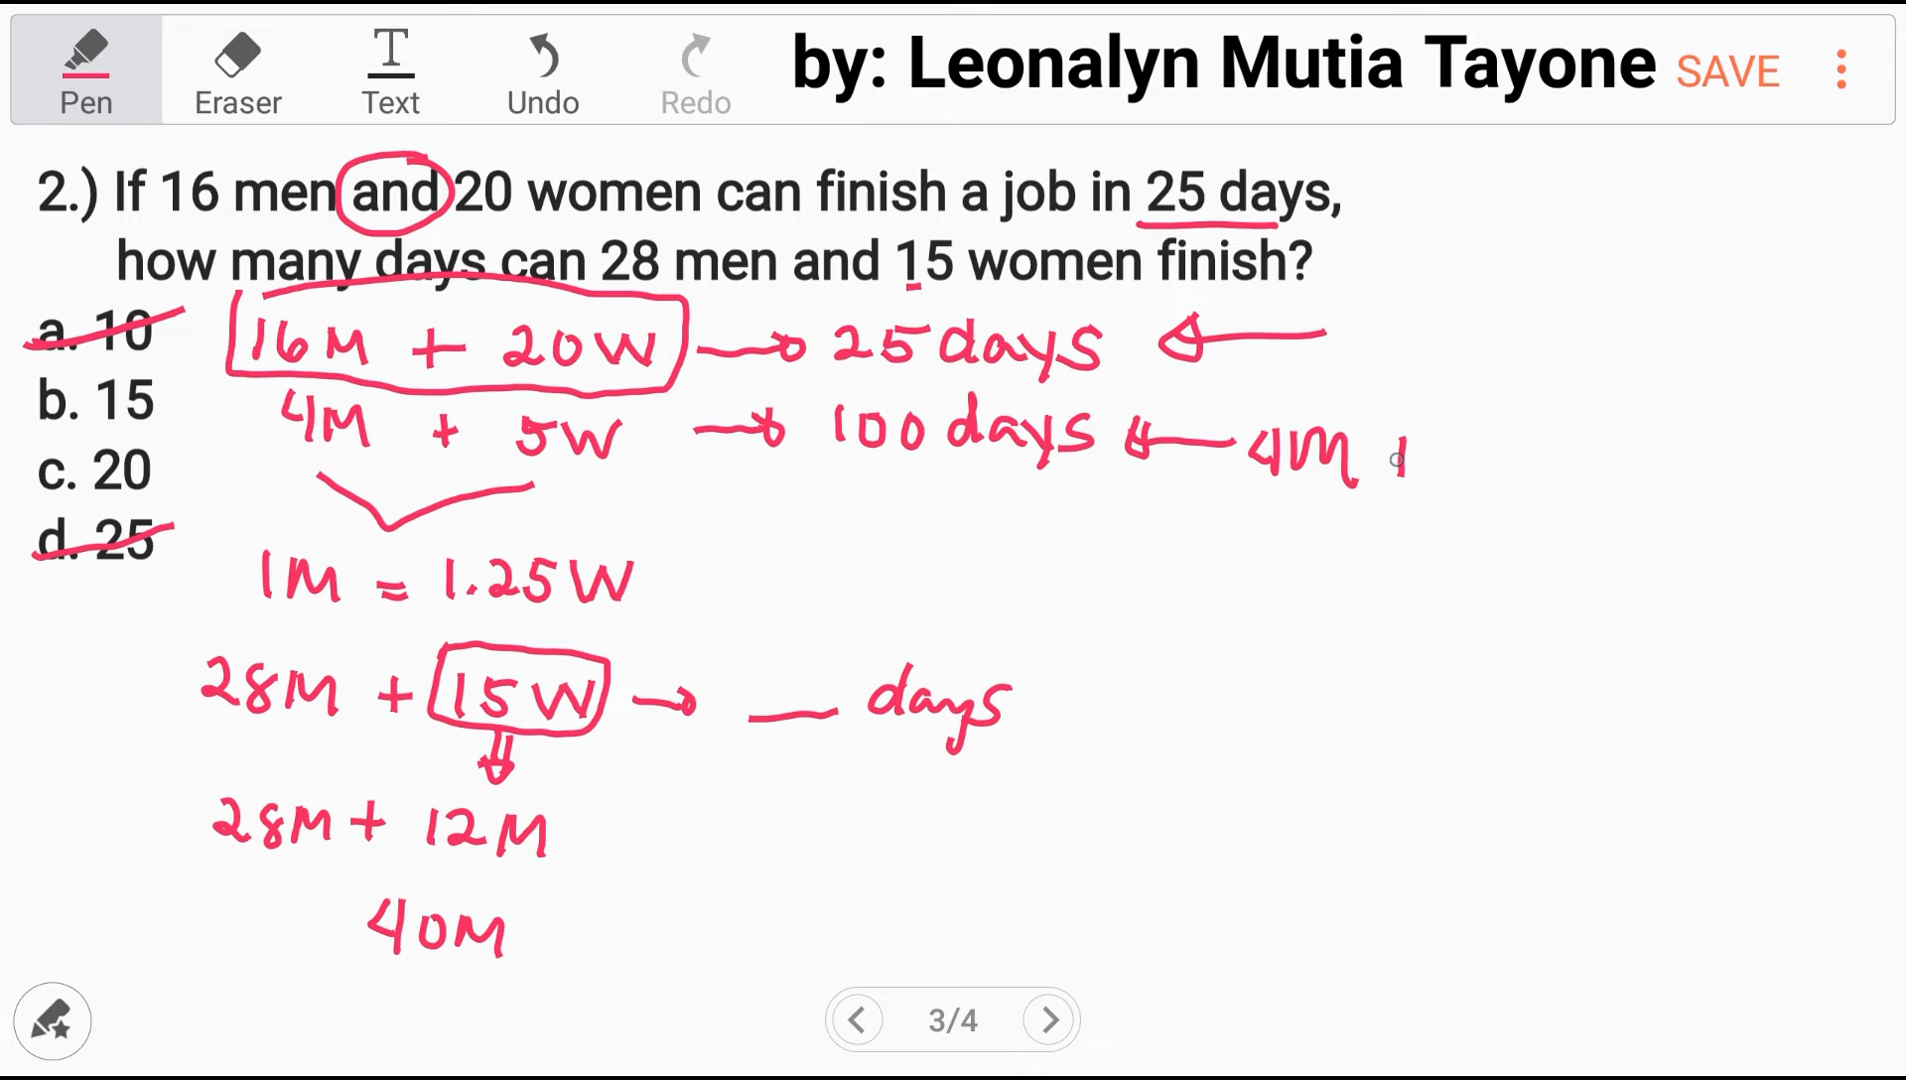 by: Leonalyn Mutia Tayone
SAVE
Pen
Eraser
Text
Undo
Redo
2.) If 16 men and 20 women can finish a job in 25 days,
how many days can 28 men and 15 women finish?
a. 10
b. 15
c. 20
d. 25
16M + 20W → 25 days ←
4M + 5W → 100 days ← 4M
1M = 1.25W
28M + 15W → __ days
28M + 12M
40M
3/4